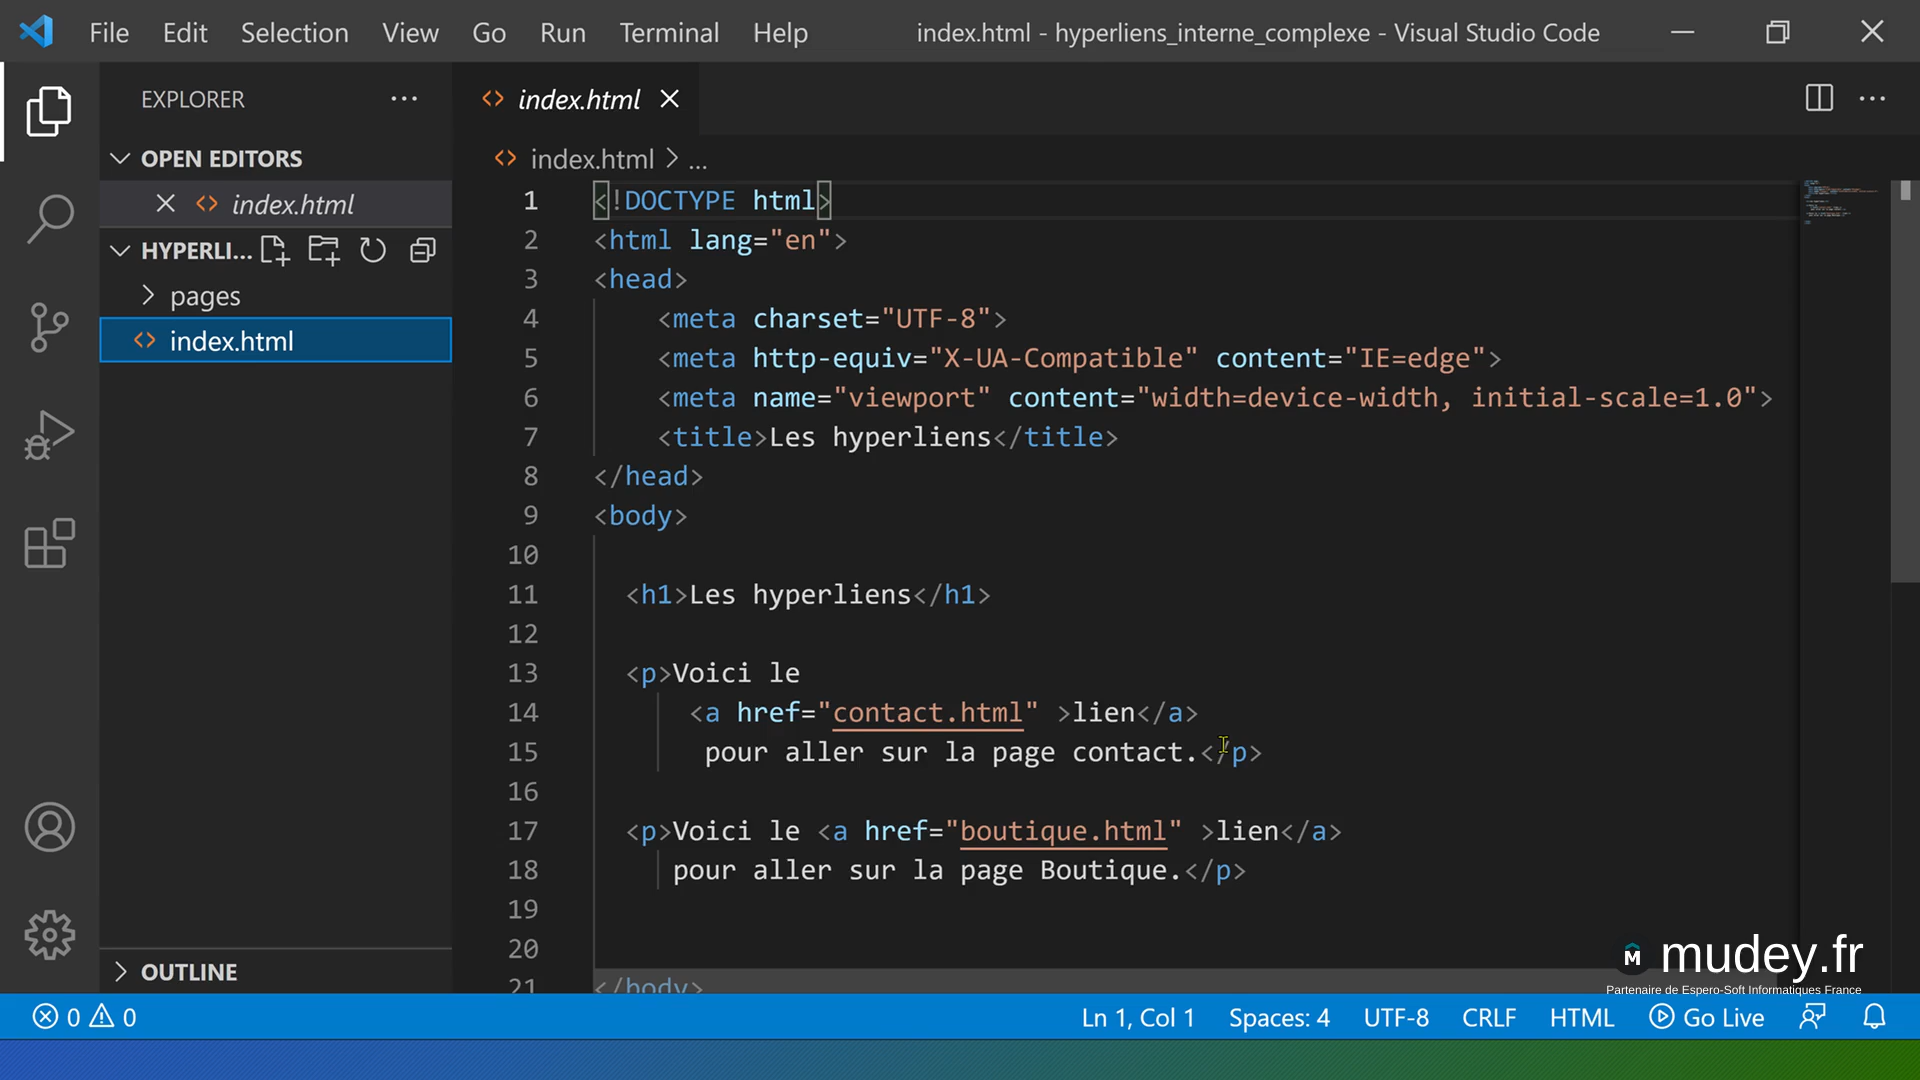 File Edit Selection View Go Run Terminal Help index.html - hyperliens_interne_complexe - Visual Studio Code
EXPLORER ...
index.html
OPEN EDITORS
index.html > ...
index.html
HYPERLI...
pages
index.html
1 <!DOCTYPE html>
2 <html lang="en">
3 <head>
4 <meta charset="UTF-8">
5 <meta http-equiv="X-UA-Compatible" content="IE=edge">
6 <meta name="viewport" content="width=device-width, initial-scale=1.0">
7 <title>Les hyperliens</title>
8 </head>
9 <body>
10
11 <h1>Les hyperliens</h1>
12
13 <p>Voici le
14 <a href="contact.html" >lien</a>
15 pour aller sur la page contact.</p>
16
17 <p>Voici le <a href="boutique.html" >lien</a>
18 pour aller sur la page Boutique.</p>
19
20
21 </body>
OUTLINE
M mudey.fr
Partenaire de Espero-Soft Informatiques France
0 0 Ln 1, Col 1 Spaces: 4 UTF-8 CRLF HTML Go Live